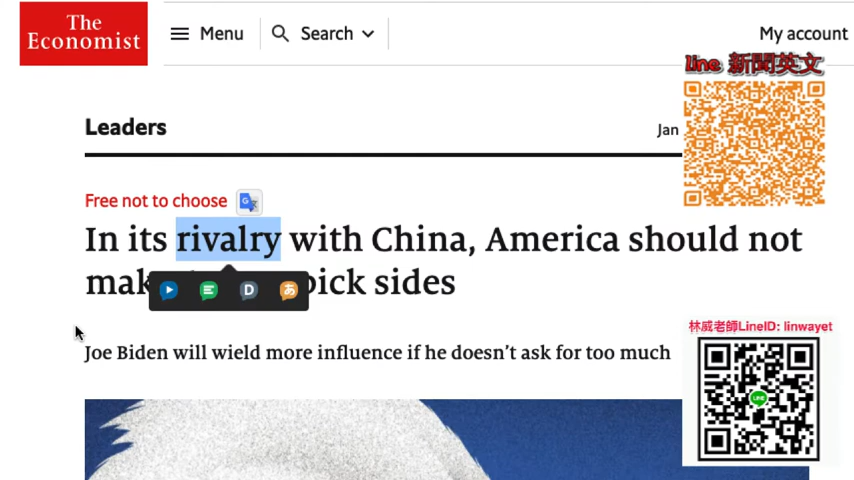 The
Economist
Menu
Search
My account
line 新聞英文
Leaders
Jan
Free not to choose
In its rivalry with China, America should not
pick sides
D
あ
林威老師LineID: linwayet
Joe Biden will wield more influence if he doesn't ask for too much
LINE